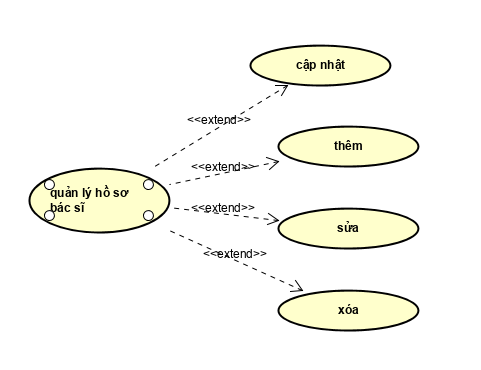 cập nhật
<<extend>>
thêm
<<extend>>
quản lý hồ sơ
bác sĩ
<<extend>>
sửa
<<extend>>
xóa